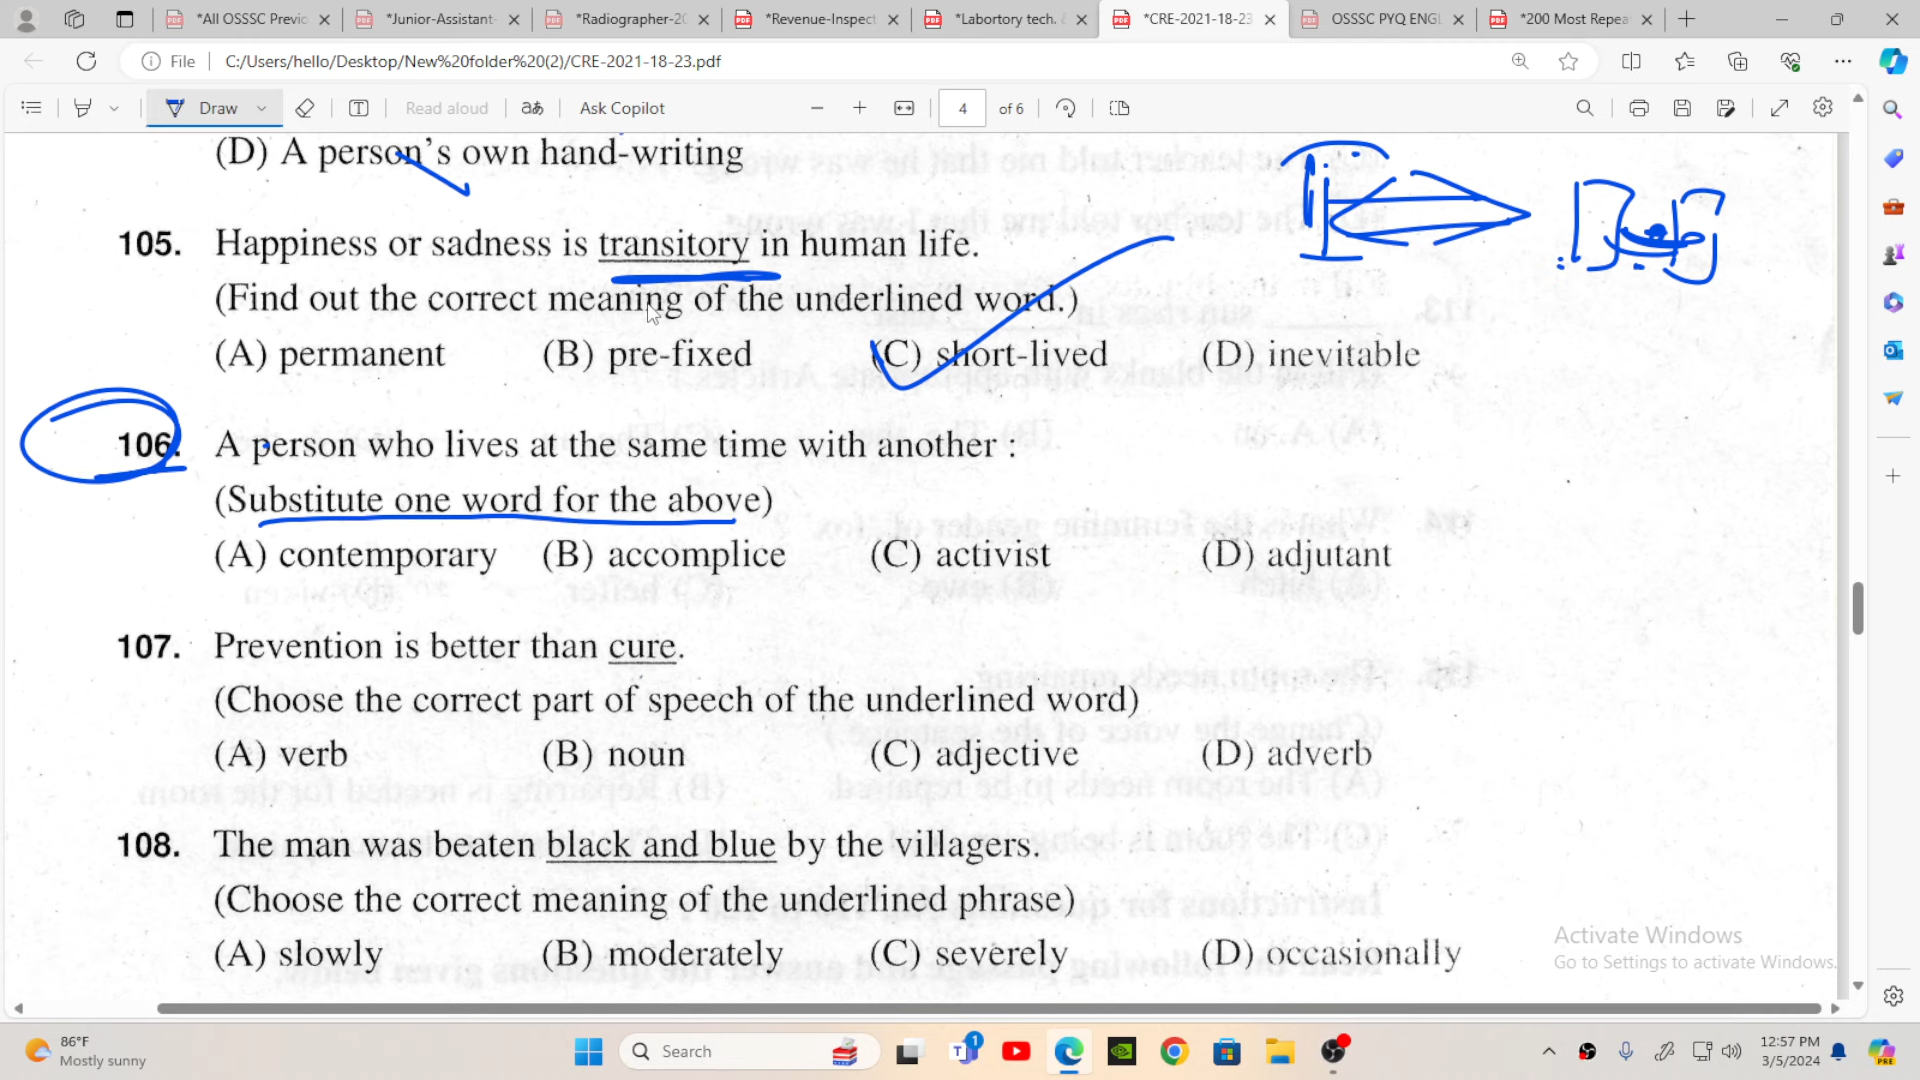 *All OSSSC Previo
*Junior-Assistant-
*Radiographer-20
*Revenue-Inspect
*Labortory tech. &
*CRE-2021-18-23
OSSSC PYQ ENGL
*200 Most Repea
File
C:/Users/hello/Desktop/New%20folder%20(2)/CRE-2021-18-23.pdf
Draw
Read aloud
Ask Copilot
4 of 6
(D) A person's own hand-writing
105. Happiness or sadness is transitory in human life.
(Find out the correct meaning of the underlined word.)
(A) permanent (B) pre-fixed (C) short-lived (D) inevitable
106. A person who lives at the same time with another :
(Substitute one word for the above)
(A) contemporary (B) accomplice (C) activist (D) adjutant
107. Prevention is better than cure.
(Choose the correct part of speech of the underlined word)
(A) verb (B) noun (C) adjective (D) adverb
108. The man was beaten black and blue by the villagers.
(Choose the correct meaning of the underlined phrase)
(A) slowly (B) moderately (C) severely (D) occasionally
Activate Windows
Go to Settings to activate Windows.
86°F
Mostly sunny
Search
1
12:57 PM
3/5/2024
PRE